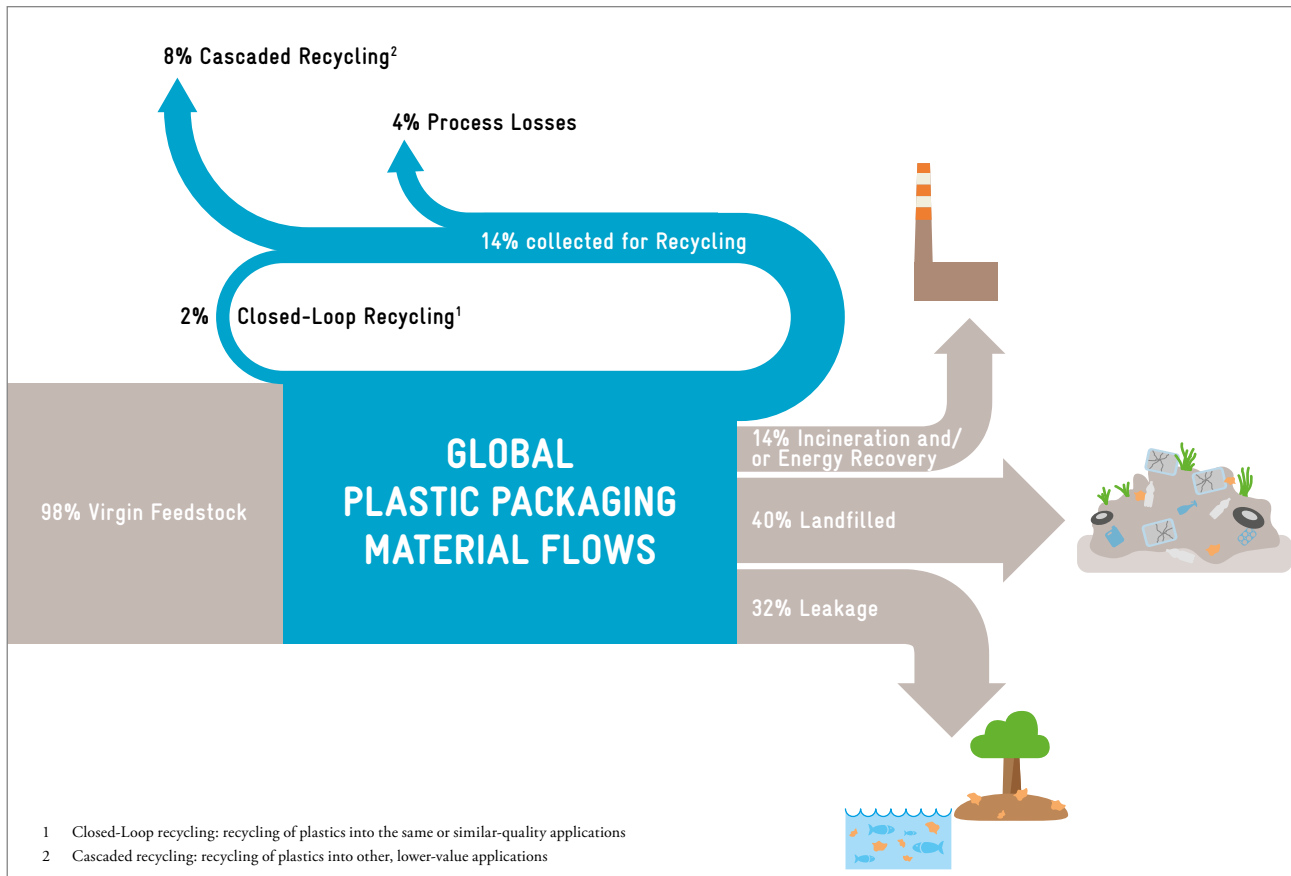 8% Cascaded Recycling²
4% Process Losses
14% collected for Recycling
2% Closed-Loop Recycling¹
98% Virgin Feedstock
GLOBAL
PLASTIC PACKAGING
MATERIAL FLOWS
14% Incineration and/
or Energy Recovery
40% Landfilled
32% Leakage
1 Closed-Loop recycling: recycling of plastics into the same or similar-quality applications
2 Cascaded recycling: recycling of plastics into other, lower-value applications